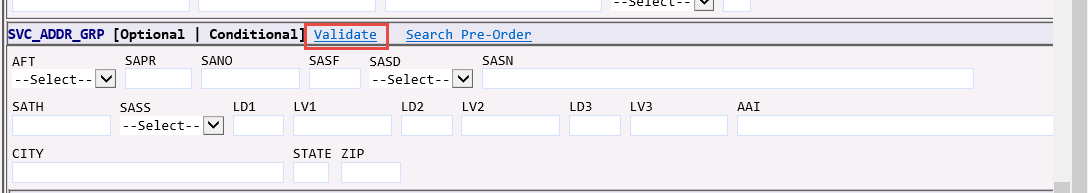 --Select--
SVC_ADDR_GRP [Optional | Conditional] Validate Search Pre-Order
AFT SAPR SANO SASF SASD SASN
--Select-- --Select--
SATH SASS LD1 LV1 LD2 LV2 LD3 LV3 AAI
--Select--
CITY STATE ZIP